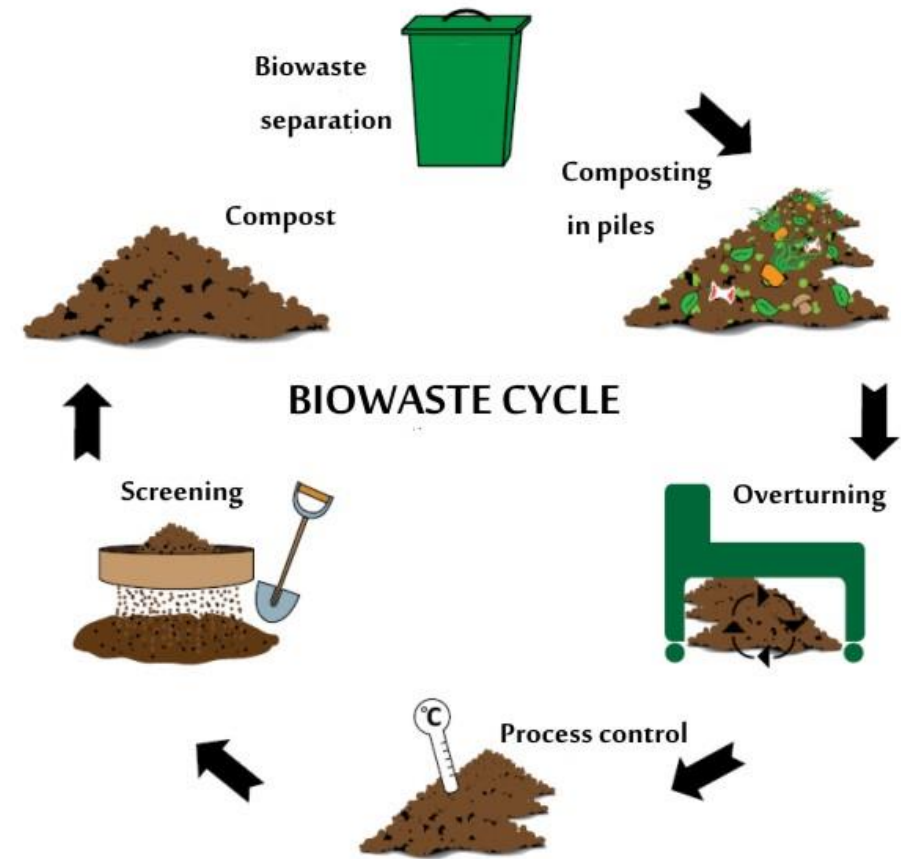 Biowaste
separation
Composting
in piles
Compost
BIOWASTE CYCLE
Screening
Overturning
°C
Process control